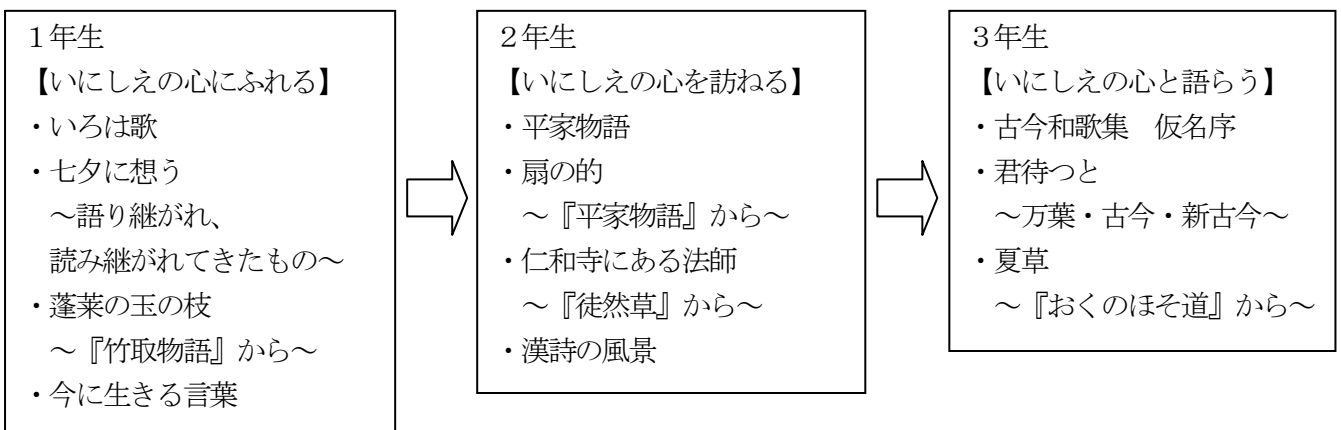 １年生
【いにしえの心にふれる】
・いろは歌
・七夕に想う
～語り継がれ、
読み継がれてきたもの～
・蓬莱の玉の枝
～『竹取物語』から～
・今に生きる言葉
２年生
【いにしえの心を訪ねる】
・平家物語
・扇の的
～『平家物語』から～
・仁和寺にある法師
～『徒然草』から～
・漢詩の風景
３年生
【いにしえの心と語らう】
・古今和歌集　仮名序
・君待つと
～万葉・古今・新古今～
・夏草
～『おくのほそ道』から～